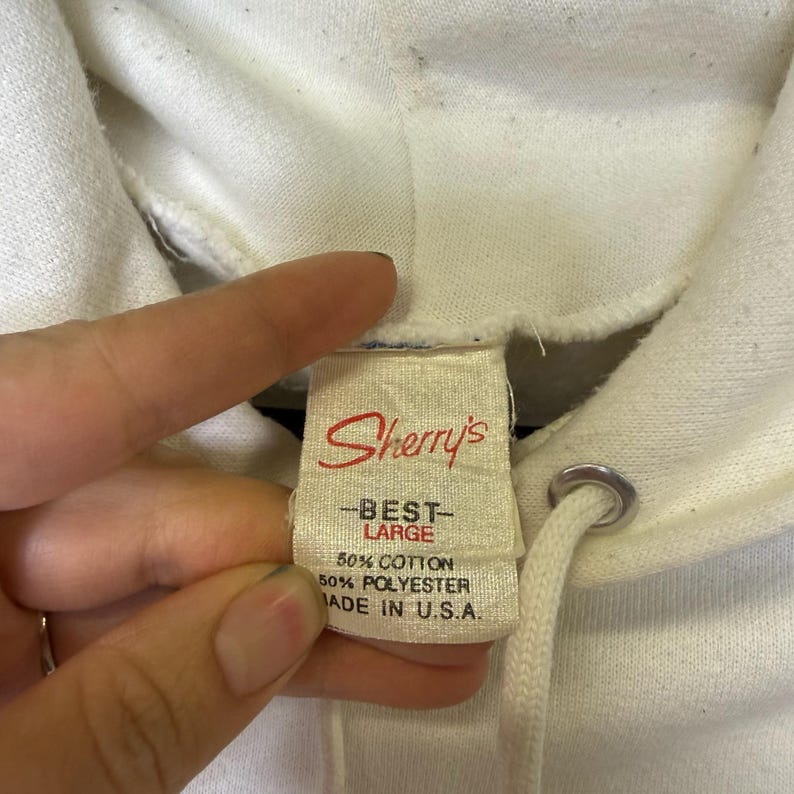 Sherry's
-BEST-
LARGE
50% COTTON
50% POLYESTER
MADE IN U.S.A.